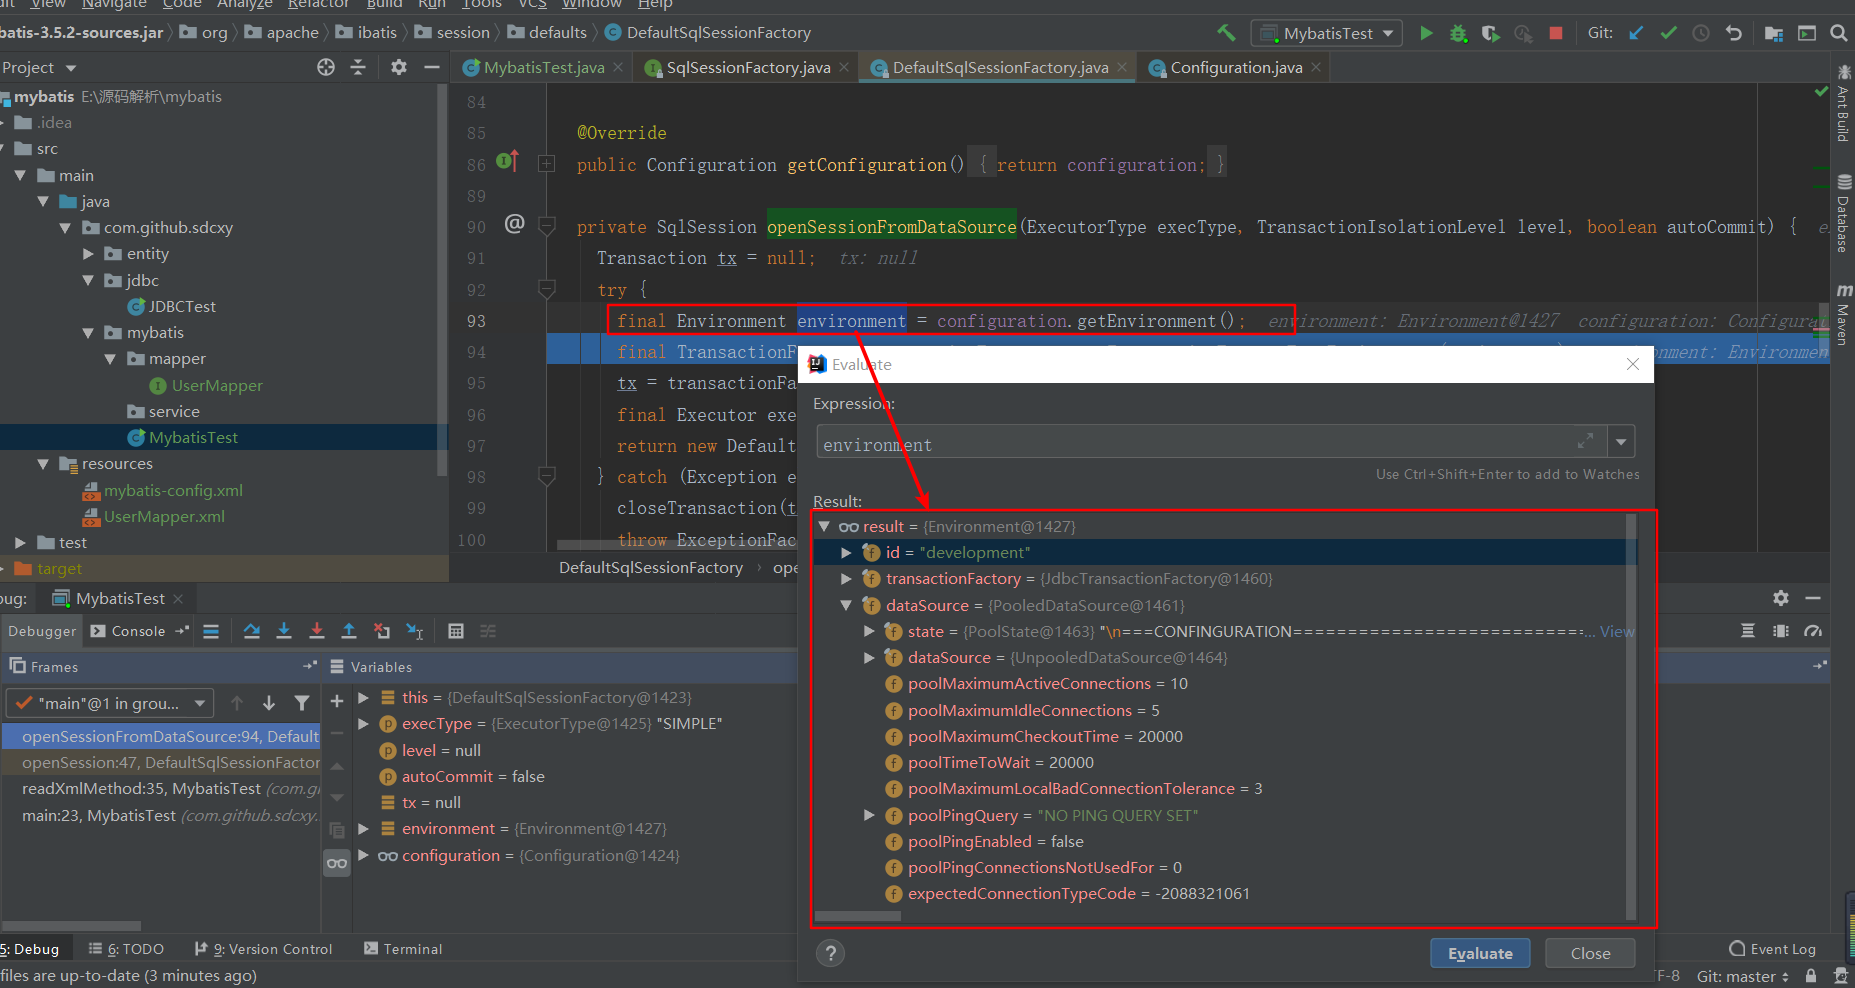 dit View Navigate Code Analyze Refactor Build Run Tools VCS Window Help
batis-3.5.2-sources.jar org apache ibatis session defaults DefaultSqlSessionFactory
MybatisTest Git:
Project
MybatisTest.java SqlSessionFactory.java DefaultSqlSessionFactory.java Configuration.java
mybatis E:\源码解析\mybatis
.idea
src
main
java
com.github.sdcxy
entity
jdbc
JDBCTest
mybatis
mapper
UserMapper
service
MybatisTest
resources
mybatis-config.xml
UserMapper.xml
test
target
84
85 @Override
86 public Configuration getConfiguration() { return configuration; }
89
90 @ private SqlSession openSessionFromDataSource(ExecutorType execType, TransactionIsolationLevel level, boolean autoCommit) {
91 Transaction tx = null; tx: null
92 try {
93 final Environment environment = configuration.getEnvironment(); environment: Environment@1427 configuration: Configurat
94 final TransactionF nment: Environmen
95 tx = transactionFa
96 final Executor exe
97 return new Default
98 } catch (Exception e
99 closeTransaction(t
100 throw ExceptionFac
DefaultSqlSessionFactory › ope
Ant Build
Database
Maven
Evaluate
Expression:
environment
Use Ctrl+Shift+Enter to add to Watches
Result:
result = {Environment@1427}
id = "development"
transactionFactory = {JdbcTransactionFactory@1460}
dataSource = {PooledDataSource@1461}
state = {PoolState@1463} "\n===CONFINGURATION============================... View
dataSource = {UnpooledDataSource@1464}
poolMaximumActiveConnections = 10
poolMaximumIdleConnections = 5
poolMaximumCheckoutTime = 20000
poolTimeToWait = 20000
poolMaximumLocalBadConnectionTolerance = 3
poolPingQuery = "NO PING QUERY SET"
poolPingEnabled = false
poolPingConnectionsNotUsedFor = 0
expectedConnectionTypeCode = -2088321061
?
Evaluate
Close
bug: MybatisTest
Debugger Console
Frames
Variables
"main"@1 in grou...
openSessionFromDataSource:94, Default
openSession:47, DefaultSqlSessionFactor
readXmlMethod:35, MybatisTest (com.gi
main:23, MybatisTest (com.github.sdcxy.
this = {DefaultSqlSessionFactory@1423}
execType = {ExecutorType@1425} "SIMPLE"
level = null
autoCommit = false
tx = null
environment = {Environment@1427}
configuration = {Configuration@1424}
5: Debug 6: TODO 9: Version Control Terminal
Event Log
files are up-to-date (3 minutes ago)
TF-8 Git: master